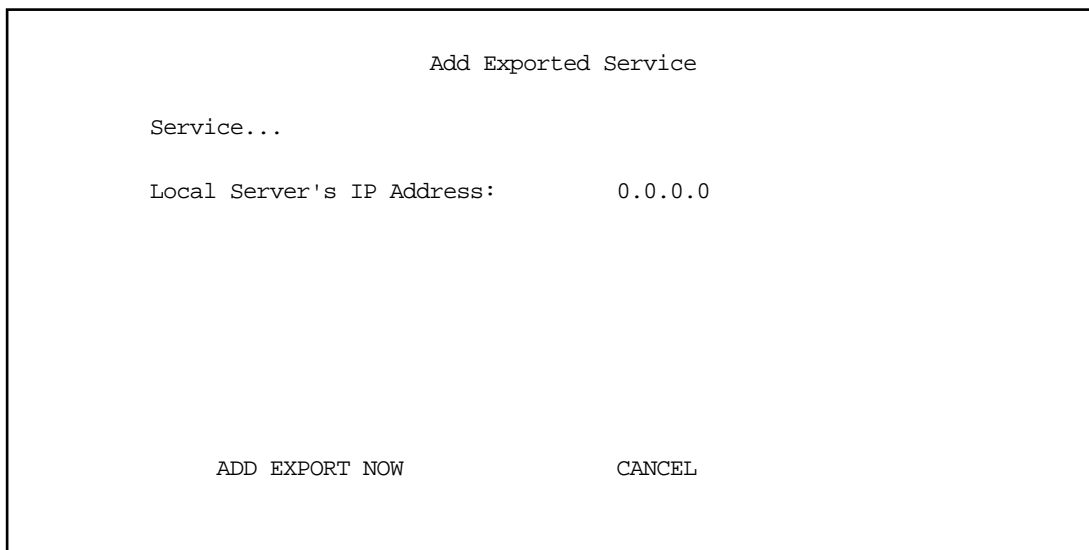 Add Exported Service
Service...
Local Server's IP Address: 0.0.0.0
ADD EXPORT NOW CANCEL